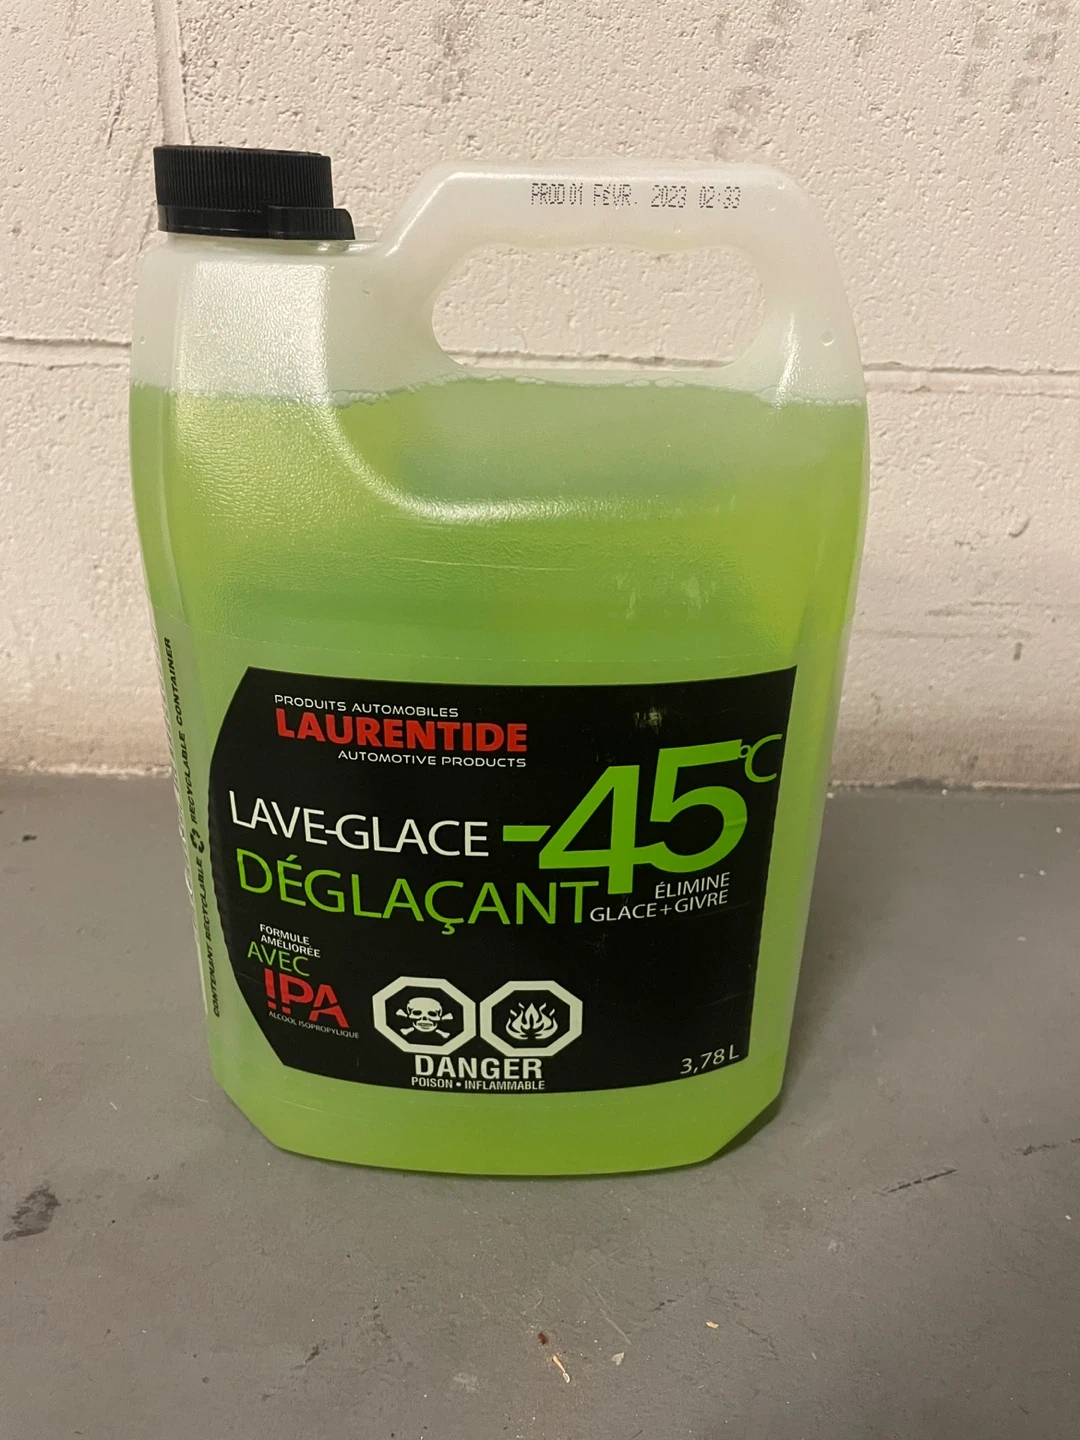 PROD 01 FÉVR. 2023 02:33
PRODUITS AUTOMOBILES
LAURENTIDE
AUTOMOTIVE PRODUCTS
LAVE-GLACE -45°C
DÉGLAÇANT
ÉLIMINE
GLACE+GIVRE
FORMULE
AMÉLIORÉE
AVEC
IPA
ALCOOL ISOPROPYLIQUE
DANGER
POISON • INFLAMMABLE
3,78 L
CONTENANT RECYCLABLE RECYCLABLE CONTAINER